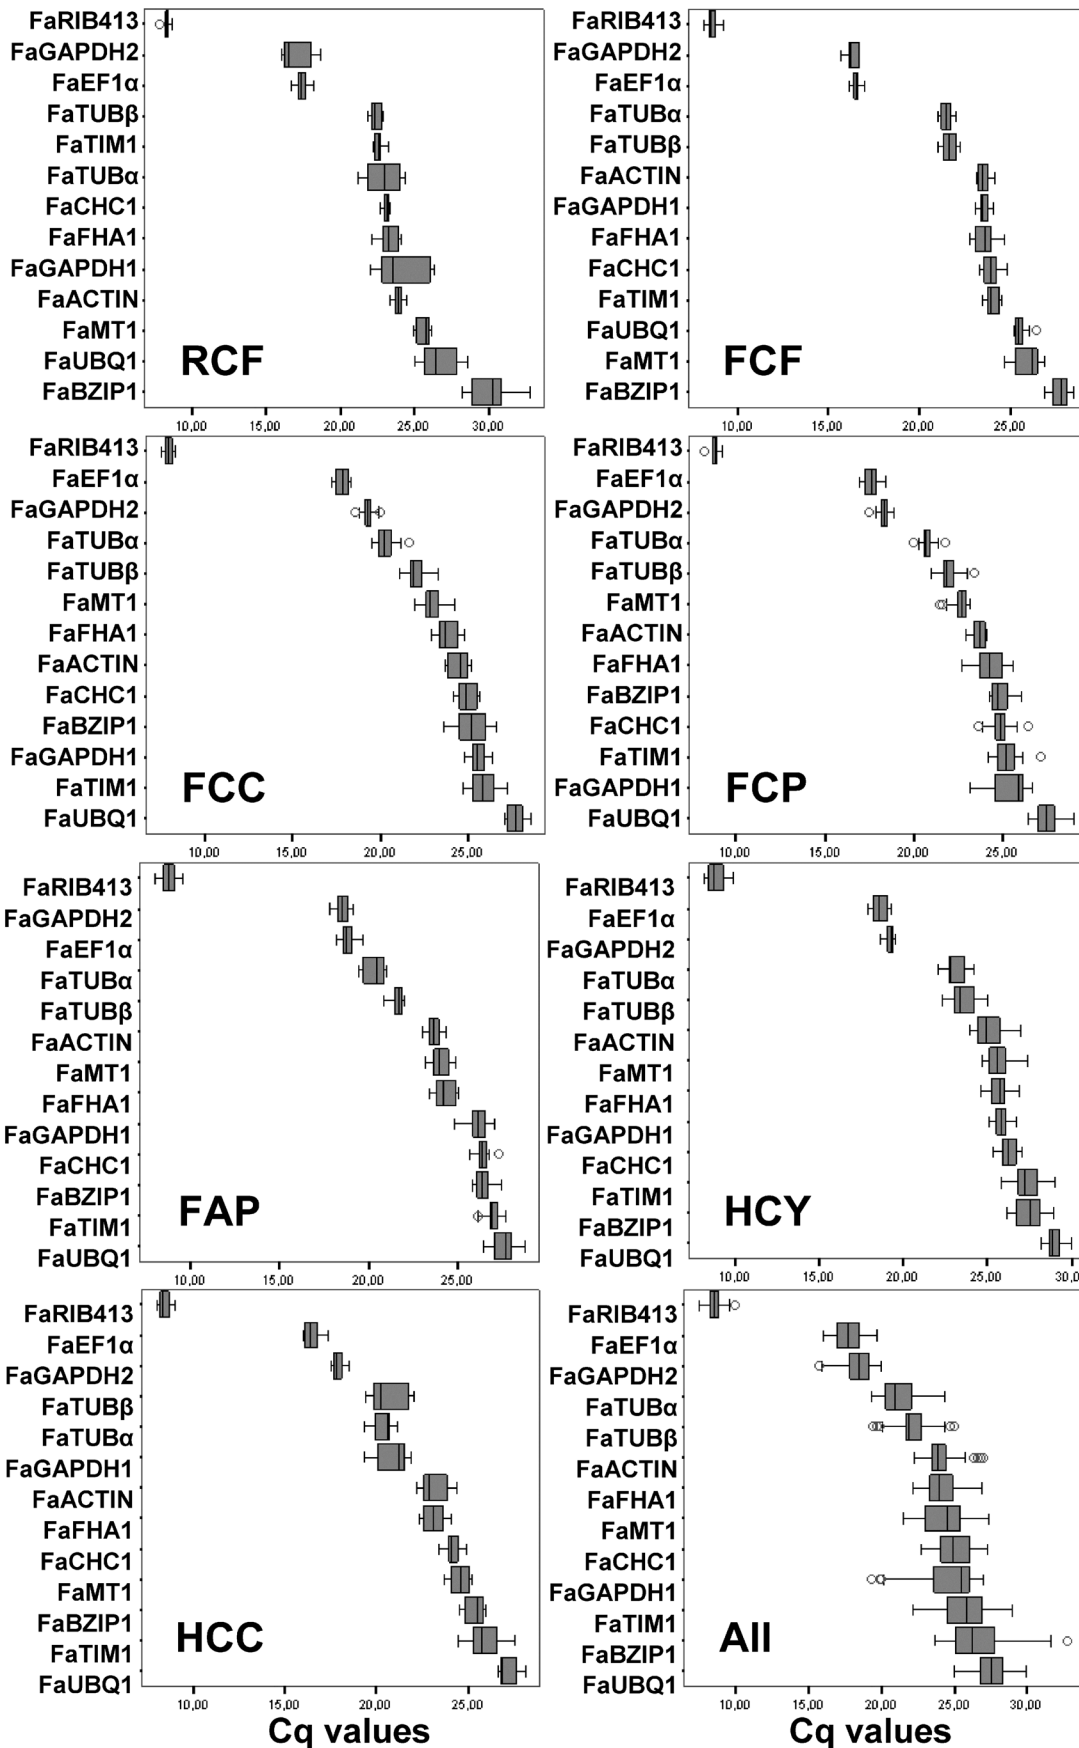 FaRIB413
FaGAPDH2
FaEF1α
FaTUBβ
FaTIM1
FaTUBα
FaCHC1
FaFHA1
FaGAPDH1
FaACTIN
FaMT1
FaUBQ1
FaBZIP1
RCF
10,00 15,00 20,00 25,00 30,00
FaRIB413
FaGAPDH2
FaEF1α
FaTUBα
FaTUBβ
FaACTIN
FaGAPDH1
FaFHA1
FaCHC1
FaTIM1
FaUBQ1
FaMT1
FaBZIP1
FCF
10,00 15,00 20,00 25,00
FaRIB413
FaEF1α
FaGAPDH2
FaTUBα
FaTUBβ
FaMT1
FaFHA1
FaACTIN
FaCHC1
FaBZIP1
FaGAPDH1
FaTIM1
FaUBQ1
FCC
10,00 15,00 20,00 25,00
FaRIB413
FaEF1α
FaGAPDH2
FaTUBα
FaTUBβ
FaMT1
FaACTIN
FaFHA1
FaBZIP1
FaCHC1
FaTIM1
FaGAPDH1
FaUBQ1
FCP
10,00 15,00 20,00 25,00
FaRIB413
FaGAPDH2
FaEF1α
FaTUBα
FaTUBβ
FaACTIN
FaMT1
FaFHA1
FaGAPDH1
FaCHC1
FaBZIP1
FaTIM1
FaUBQ1
FAP
10,00 15,00 20,00 25,00
FaRIB413
FaEF1α
FaGAPDH2
FaTUBα
FaTUBβ
FaACTIN
FaMT1
FaFHA1
FaGAPDH1
FaCHC1
FaTIM1
FaBZIP1
FaUBQ1
HCY
10,00 15,00 20,00 25,00 30,00
FaRIB413
FaEF1α
FaGAPDH2
FaTUBβ
FaTUBα
FaGAPDH1
FaACTIN
FaFHA1
FaCHC1
FaMT1
FaBZIP1
FaTIM1
FaUBQ1
HCC
10,00 15,00 20,00 25,00
Cq values
FaRIB413
FaEF1α
FaGAPDH2
FaTUBα
FaTUBβ
FaACTIN
FaFHA1
FaMT1
FaCHC1
FaGAPDH1
FaTIM1
FaBZIP1
FaUBQ1
All
10,00 15,00 20,00 25,00 30,00
Cq values